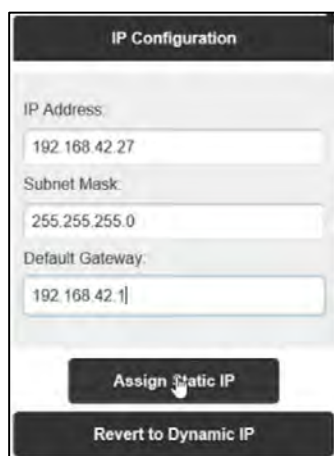 IP Configuration
IP Address:
192.168.42.27
Subnet Mask:
255.255.255.0
Default Gateway:
192.168.42.1
Assign Static IP
Revert to Dynamic IP